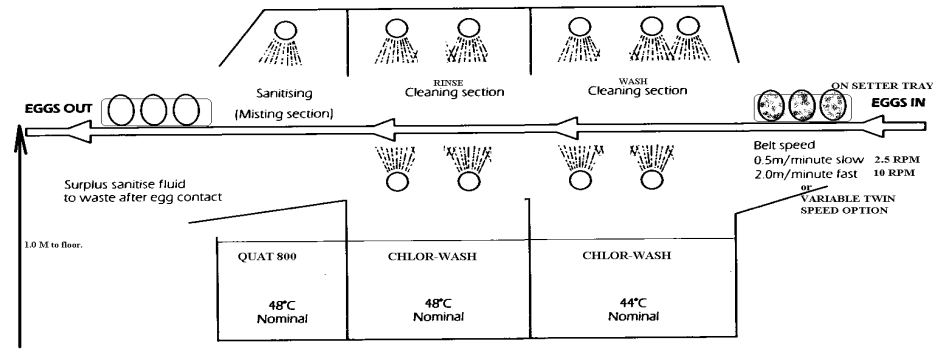 Sanitising
(Misting section)
RINSE
Cleaning section
WASH
Cleaning section
ON SETTER TRAY
EGGS OUT
EGGS IN
Belt speed
0.5m/minute slow 2.5 RPM
2.0m/minute fast 10 RPM
or
VARIABLE TWIN
SPEED OPTION
Surplus sanitise fluid
to waste after egg contact
1.0 M to floor.
QUAT 800
48°C
Nominal
CHLOR-WASH
48°C
Nominal
CHLOR-WASH
44°C
Nominal